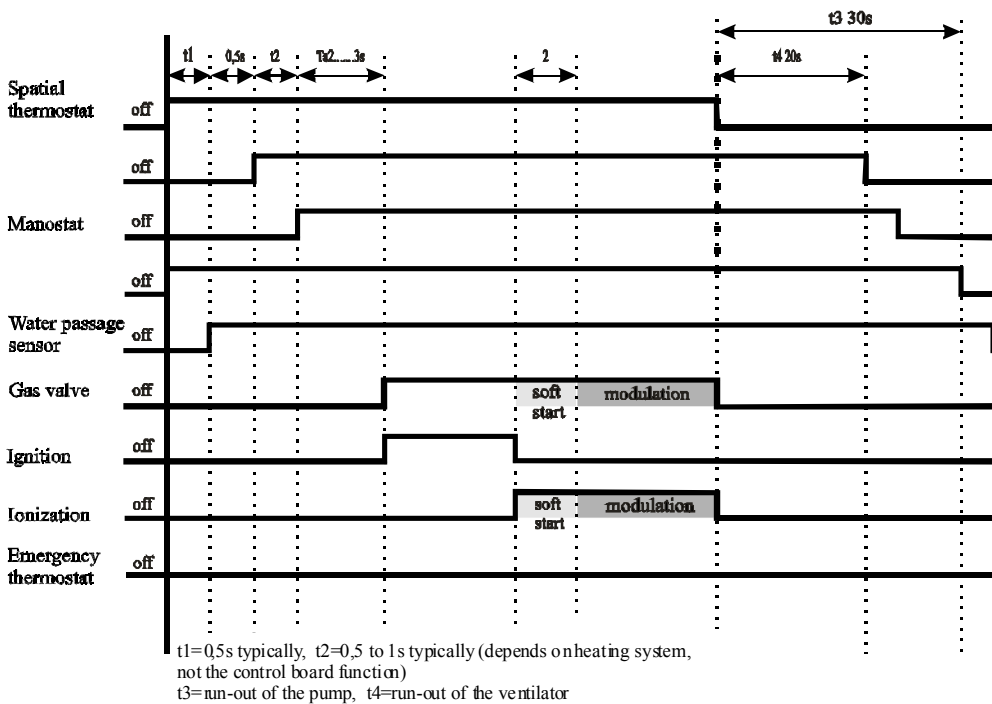 t3 30s
t1 0,5s t2 Ta2.......3s 2 t4 20s
Spatial
thermostat off
off
Manostat off
off
Water passage
sensor off
Gas valve off soft
start modulation
Ignition off
Ionization off soft
start modulation
Emergency
thermostat off
t1=0,5s typically, t2=0,5 to 1s typically (depends on heating system,
not the control board function)
t3=run-out of the pump, t4=run-out of the ventilator